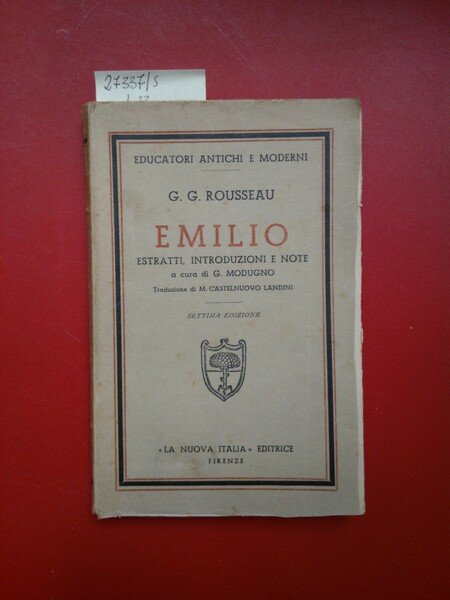 27337/s
EDUCATORI ANTICHI E MODERNI
G. G. ROUSSEAU
EMILIO
ESTRATTI, INTRODUZIONI E NOTE
a cura di G. MODUGNO
Traduzione di M. CASTELNUOVO LANDINI
SETTIMA EDIZIONE
«LA NUOVA ITALIA» EDITRICE
FIRENZE